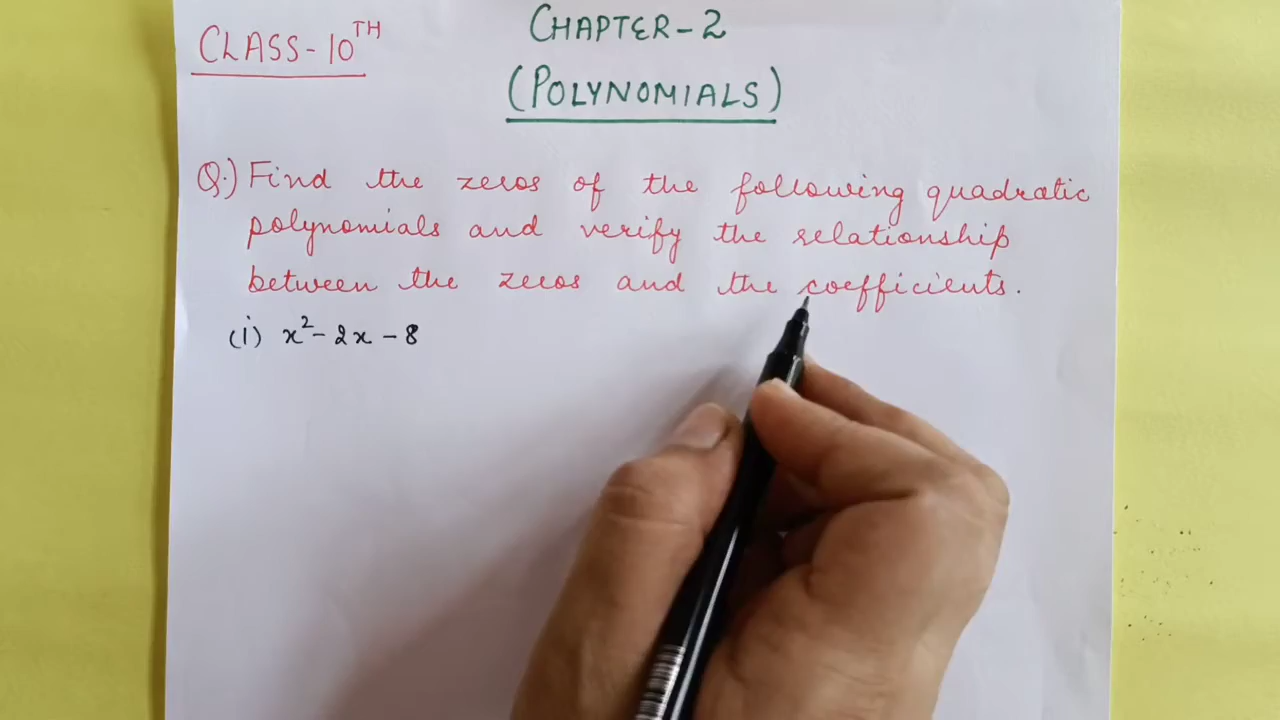 CLASS-10TH
CHAPTER-2
(POLYNOMIALS)
Q.) Find the zeros of the following quadratic
polynomials and verify the relationship
between the zeros and the coefficients.
(i) x²-2x-8